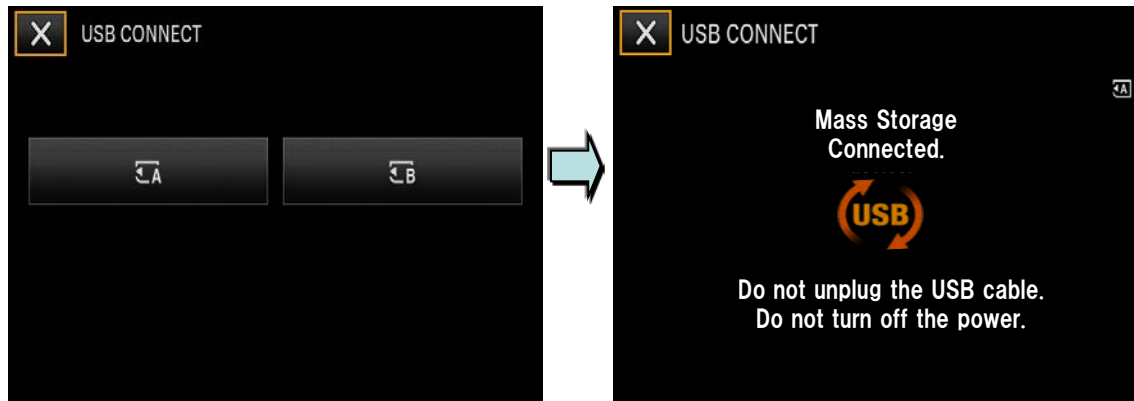 X USB CONNECT
A
B
X USB CONNECT
A
Mass Storage
Connected.
USB
Do not unplug the USB cable.
Do not turn off the power.